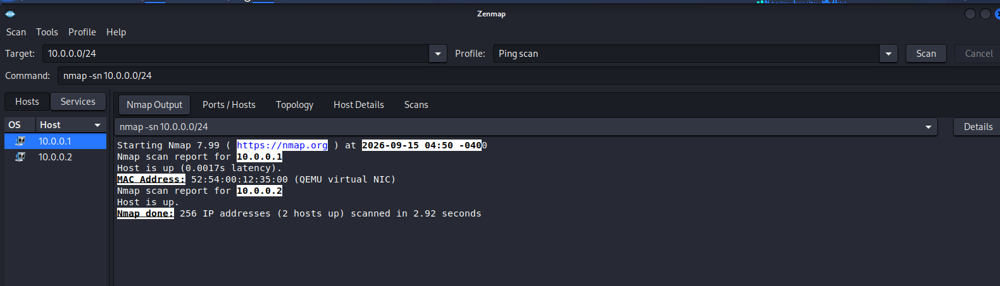 Zenmap
Scan Tools Profile Help
Target: 10.0.0.0/24 Profile: Ping scan Scan Cancel
Command: nmap -sn 10.0.0.0/24
Hosts Services Nmap Output Ports / Hosts Topology Host Details Scans
OS Host nmap -sn 10.0.0.0/24 Details
10.0.0.1
10.0.0.2
Starting Nmap 7.99 ( https://nmap.org ) at 2026-09-15 04:50 -0400
Nmap scan report for 10.0.0.1
Host is up (0.0017s latency).
MAC Address: 52:54:00:12:35:00 (QEMU virtual NIC)
Nmap scan report for 10.0.0.2
Host is up.
Nmap done: 256 IP addresses (2 hosts up) scanned in 2.92 seconds